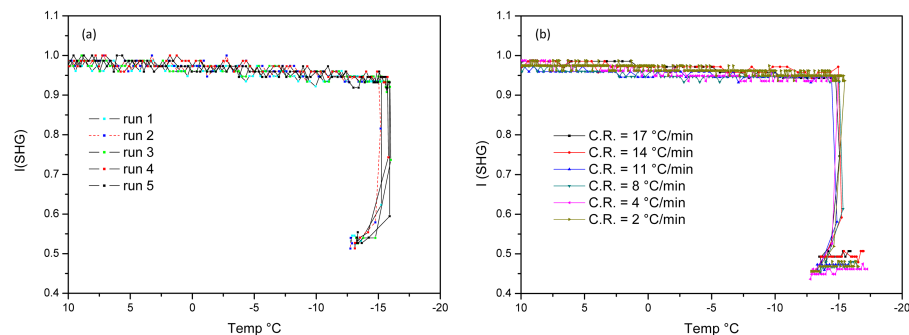 (a)
1.1
1.0
0.9
0.8
0.7
0.6
0.5
0.4
I(SHG)
run 1
run 2
run 3
run 4
run 5
10 5 0 -5 -10 -15 -20
Temp °C
(b)
1.1
1.0
0.9
0.8
0.7
0.6
0.5
0.4
I (SHG)
C.R. = 17 °C/min
C.R. = 14 °C/min
C.R. = 11 °C/min
C.R. = 8 °C/min
C.R. = 4 °C/min
C.R. = 2 °C/min
10 5 0 -5 -10 -15 -20
Temp °C